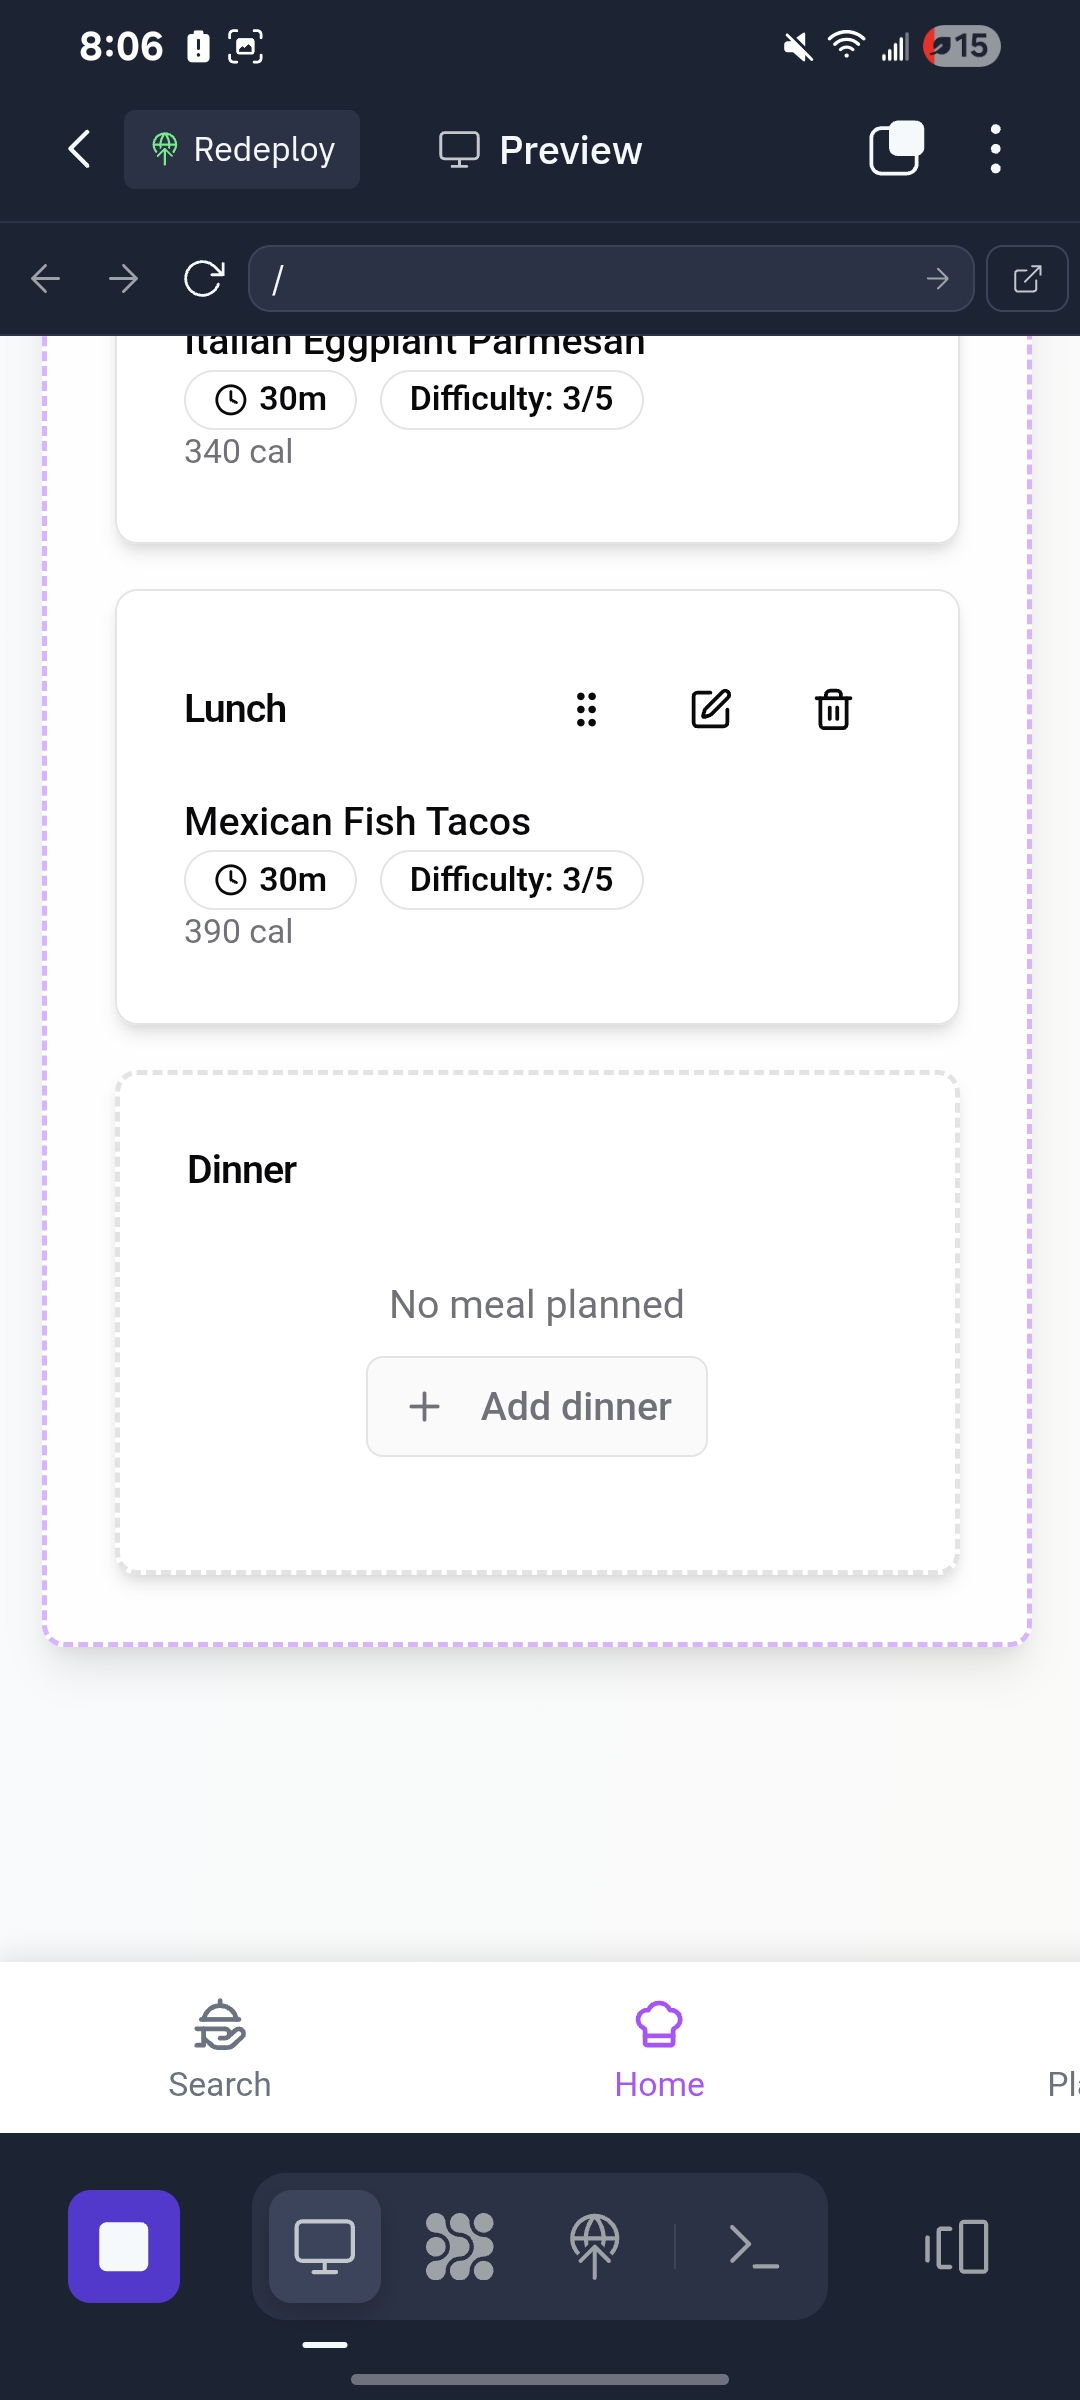 8:06
15
Redeploy
Preview
/
Italian Eggplant Parmesan
30m
Difficulty: 3/5
340 cal
Lunch
Mexican Fish Tacos
30m
Difficulty: 3/5
390 cal
Dinner
No meal planned
Add dinner
Search
Home